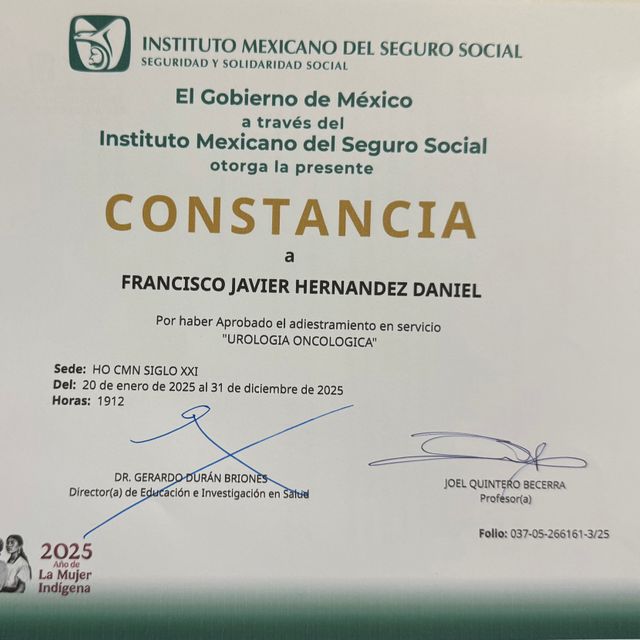 INSTITUTO MEXICANO DEL SEGURO SOCIAL
SEGURIDAD Y SOLIDARIDAD SOCIAL
El Gobierno de México
a través del
Instituto Mexicano del Seguro Social
otorga la presente
CONSTANCIA
a
FRANCISCO JAVIER HERNANDEZ DANIEL
Por haber Aprobado el adiestramiento en servicio
"UROLOGIA ONCOLOGICA"
Sede: HO CMN SIGLO XXI
Del: 20 de enero de 2025 al 31 de diciembre de 2025
Horas: 1912
DR. GERARDO DURÁN BRIONES
Director(a) de Educación e Investigación en Salud
JOEL QUINTERO BECERRA
Profesor(a)
Folio: 037-05-266161-3/25
2025
Año de
La Mujer
Indígena